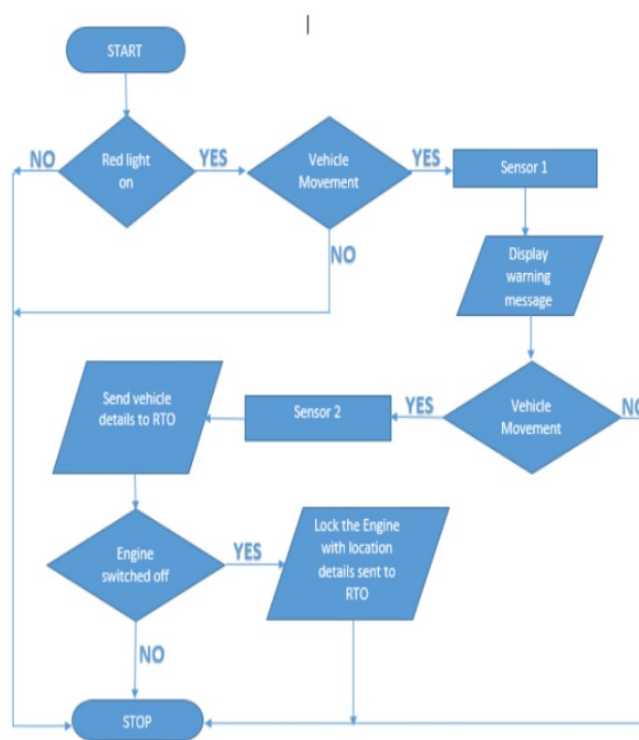 START
Red light
on
NO
YES
Vehicle
Movement
YES
Sensor 1
NO
Display
warning
message
Vehicle
Movement
NO
YES
Sensor 2
Send vehicle
details to RTO
Engine
switched off
YES
Lock the Engine
with location
details sent to
RTO
NO
STOP